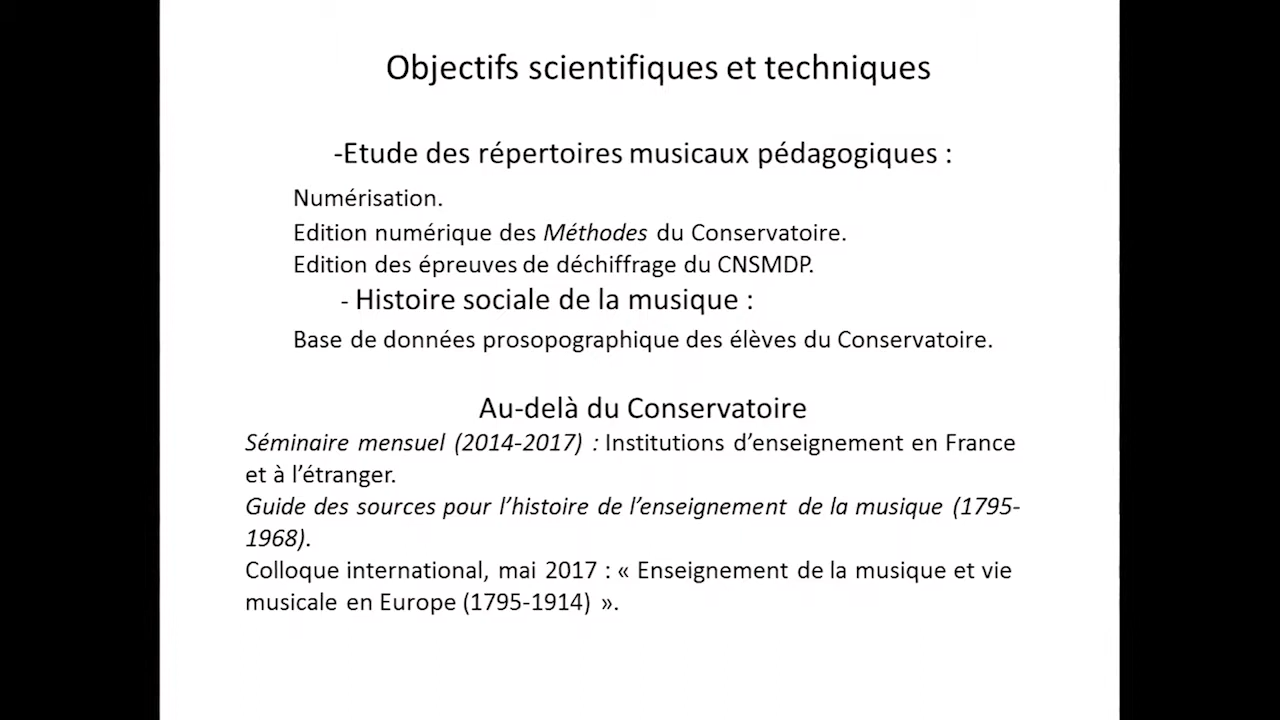 Objectifs scientifiques et techniques
-Etude des répertoires musicaux pédagogiques :
Numérisation.
Edition numérique des Méthodes du Conservatoire.
Edition des épreuves de déchiffrage du CNSMDP.
- Histoire sociale de la musique :
Base de données prosopographique des élèves du Conservatoire.
Au-delà du Conservatoire
Séminaire mensuel (2014-2017) : Institutions d’enseignement en France
et à l’étranger.
Guide des sources pour l’histoire de l’enseignement de la musique (1795-
1968).
Colloque international, mai 2017 : « Enseignement de la musique et vie
musicale en Europe (1795-1914) ».